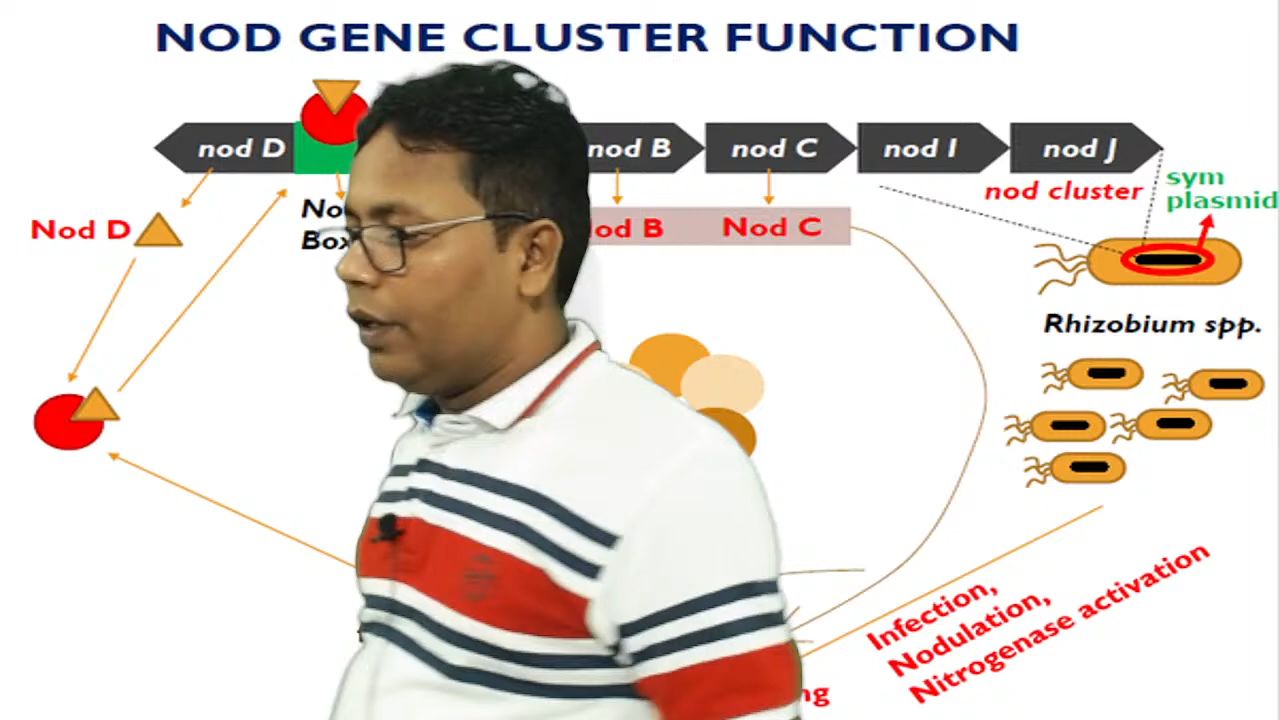 NOD GENE CLUSTER FUNCTION
nod D
nod B
nod C
nod I
nod J
nod cluster
sym
plasmid
Nod D
Box
Nod C
Rhizobium spp.
Infection,
Nodulation,
Nitrogenase activation